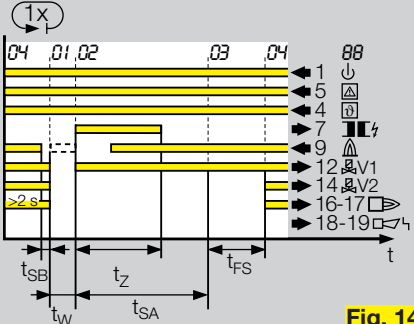 1x
04 01 02 03 04 88
1
5
4
7
9
12 V1
14 V2
>2 s
16-17
18-19
t
tSB tZ tFS
tW tSA
Fig. 14